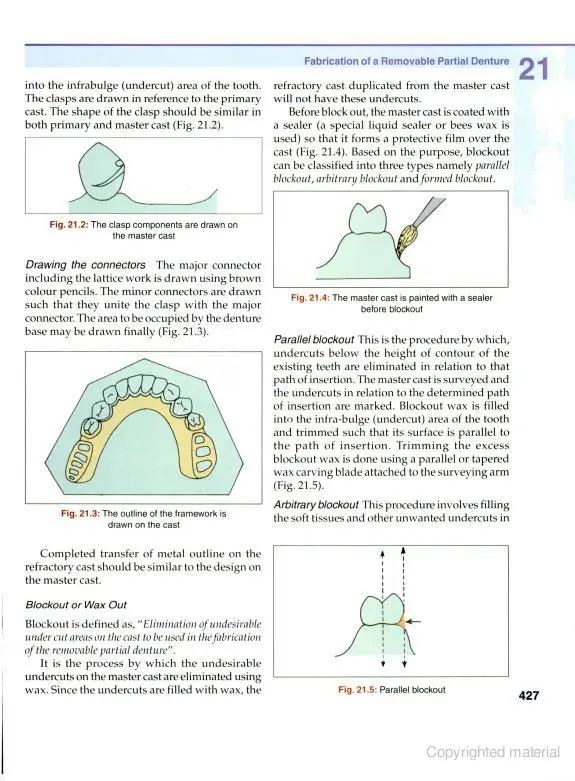 Fabrication of a Removable Partial Denture
21
into the infrabulge (undercut) area of the tooth.
The clasps are drawn in reference to the primary
cast. The shape of the clasp should be similar in
both primary and master cast (Fig. 21.2).
Fig. 21.2: The clasp components are drawn on
the master cast
Drawing the connectors The major connector
including the lattice work is drawn using brown
colour pencils. The minor connectors are drawn
such that they unite the clasp with the major
connector. The area to be occupied by the denture
base may be drawn finally (Fig. 21.3).
Fig. 21.3: The outline of the framework is
drawn on the cast
Completed transfer of metal outline on the
refractory cast should be similar to the design on
the master cast.
Blockout or Wax Out
Blockout is defined as, "Elimination of undesirable
under cut areas on the cast to be used in the fabrication
of the removable partial denture".
It is the process by which the undesirable
undercuts on the master cast are eliminated using
wax. Since the undercuts are filled with wax, the
refractory cast duplicated from the master cast
will not have these undercuts.
Before block out, the master cast is coated with
a sealer (a special liquid sealer or bees wax is
used) so that it forms a protective film over the
cast (Fig. 21.4). Based on the purpose, blockout
can be classified into three types namely parallel
blockout, arbitrary blockout and formed blockout.
Fig. 21.4: The master cast is painted with a sealer
before blockout
Parallel blockout This is the procedure by which,
undercuts below the height of contour of the
existing teeth are eliminated in relation to that
path of insertion. The master cast is surveyed and
the undercuts in relation to the determined path
of insertion are marked. Blockout wax is filled
into the infra-bulge (undercut) area of the tooth
and trimmed such that its surface is parallel to
the path of insertion. Trimming the excess
blockout wax is done using a parallel or tapered
wax carving blade attached to the surveying arm
(Fig. 21.5).
Arbitrary blockout This procedure involves filling
the soft tissues and other unwanted undercuts in
Fig. 21.5: Parallel blockout
427
Copyrighted material